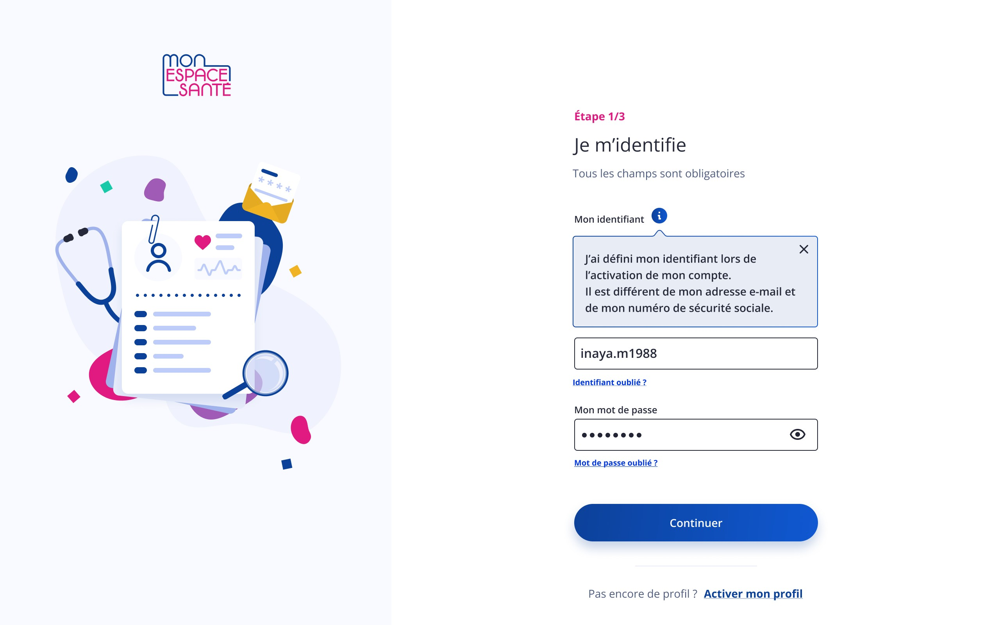 mon
ESPACE
SANTÉ
Étape 1/3
Je m’identifie
Tous les champs sont obligatoires
Mon identifiant
J’ai défini mon identifiant lors de
l’activation de mon compte.
Il est différent de mon adresse e-mail et
de mon numéro de sécurité sociale.
inaya.m1988
Identifiant oublié ?
Mon mot de passe
••••••••
Mot de passe oublié ?
Continuer
Pas encore de profil ? Activer mon profil